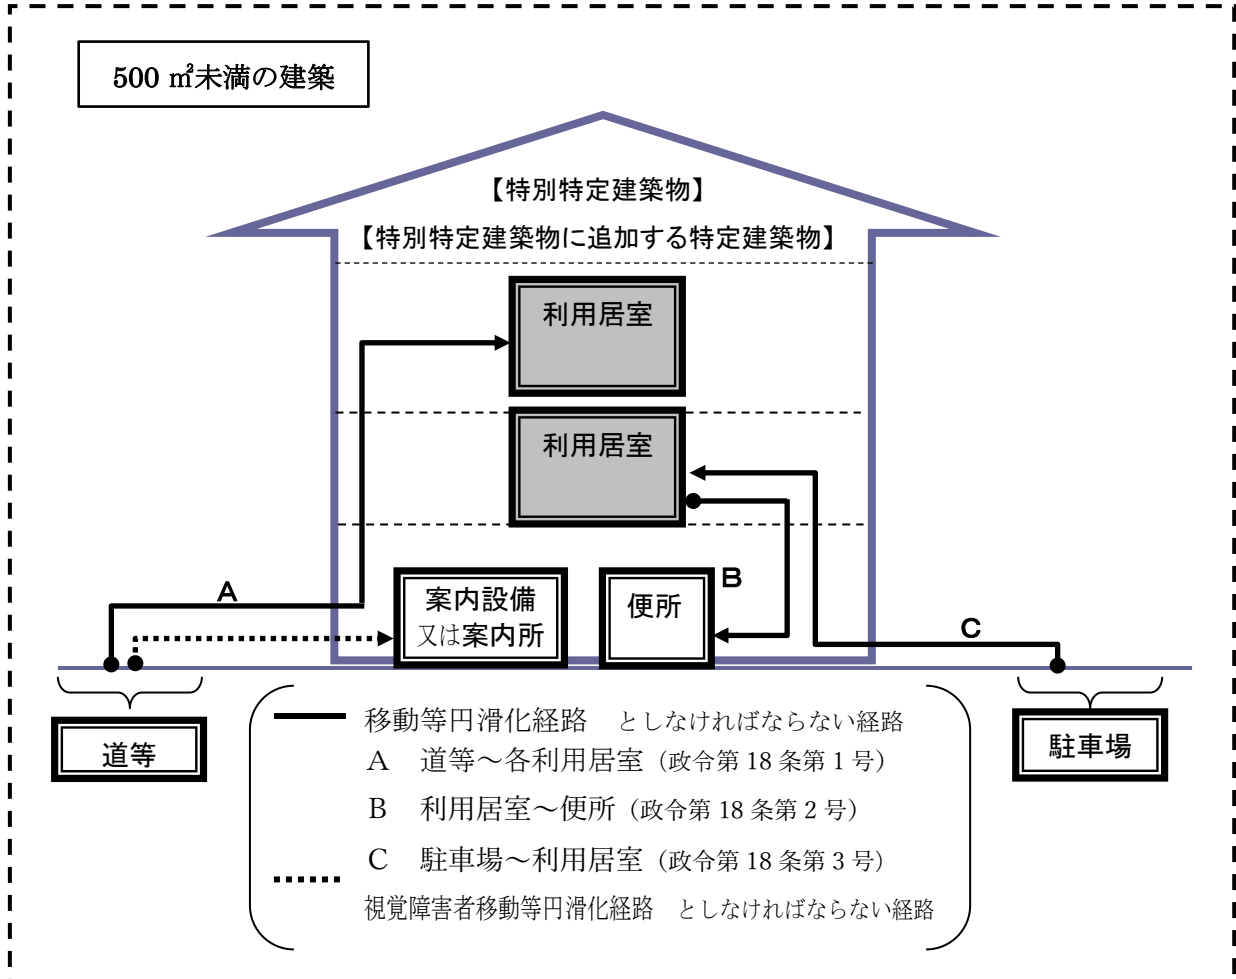 500 ㎡未満の建築
【特別特定建築物】
【特別特定建築物に追加する特定建築物】
利用居室
利用居室
A
案内設備
又は案内所
便所
B
C
道等
駐車場
移動等円滑化経路 としなければならない経路
A 道等～各利用居室（政令第 18 条第 1 号）
B 利用居室～便所（政令第 18 条第 2 号）
C 駐車場～利用居室（政令第 18 条第 3 号）
視覚障害者移動等円滑化経路 としなければならない経路